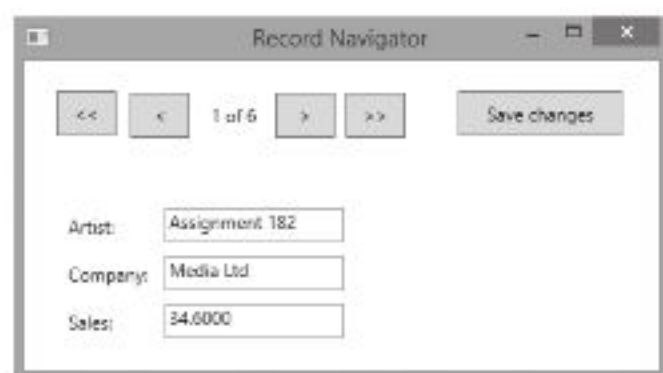 Record Navigator
<< < 1 of 6 > >> Save changes
Artist: Assignment 182
Company: Media Ltd
Sales: 34.6000